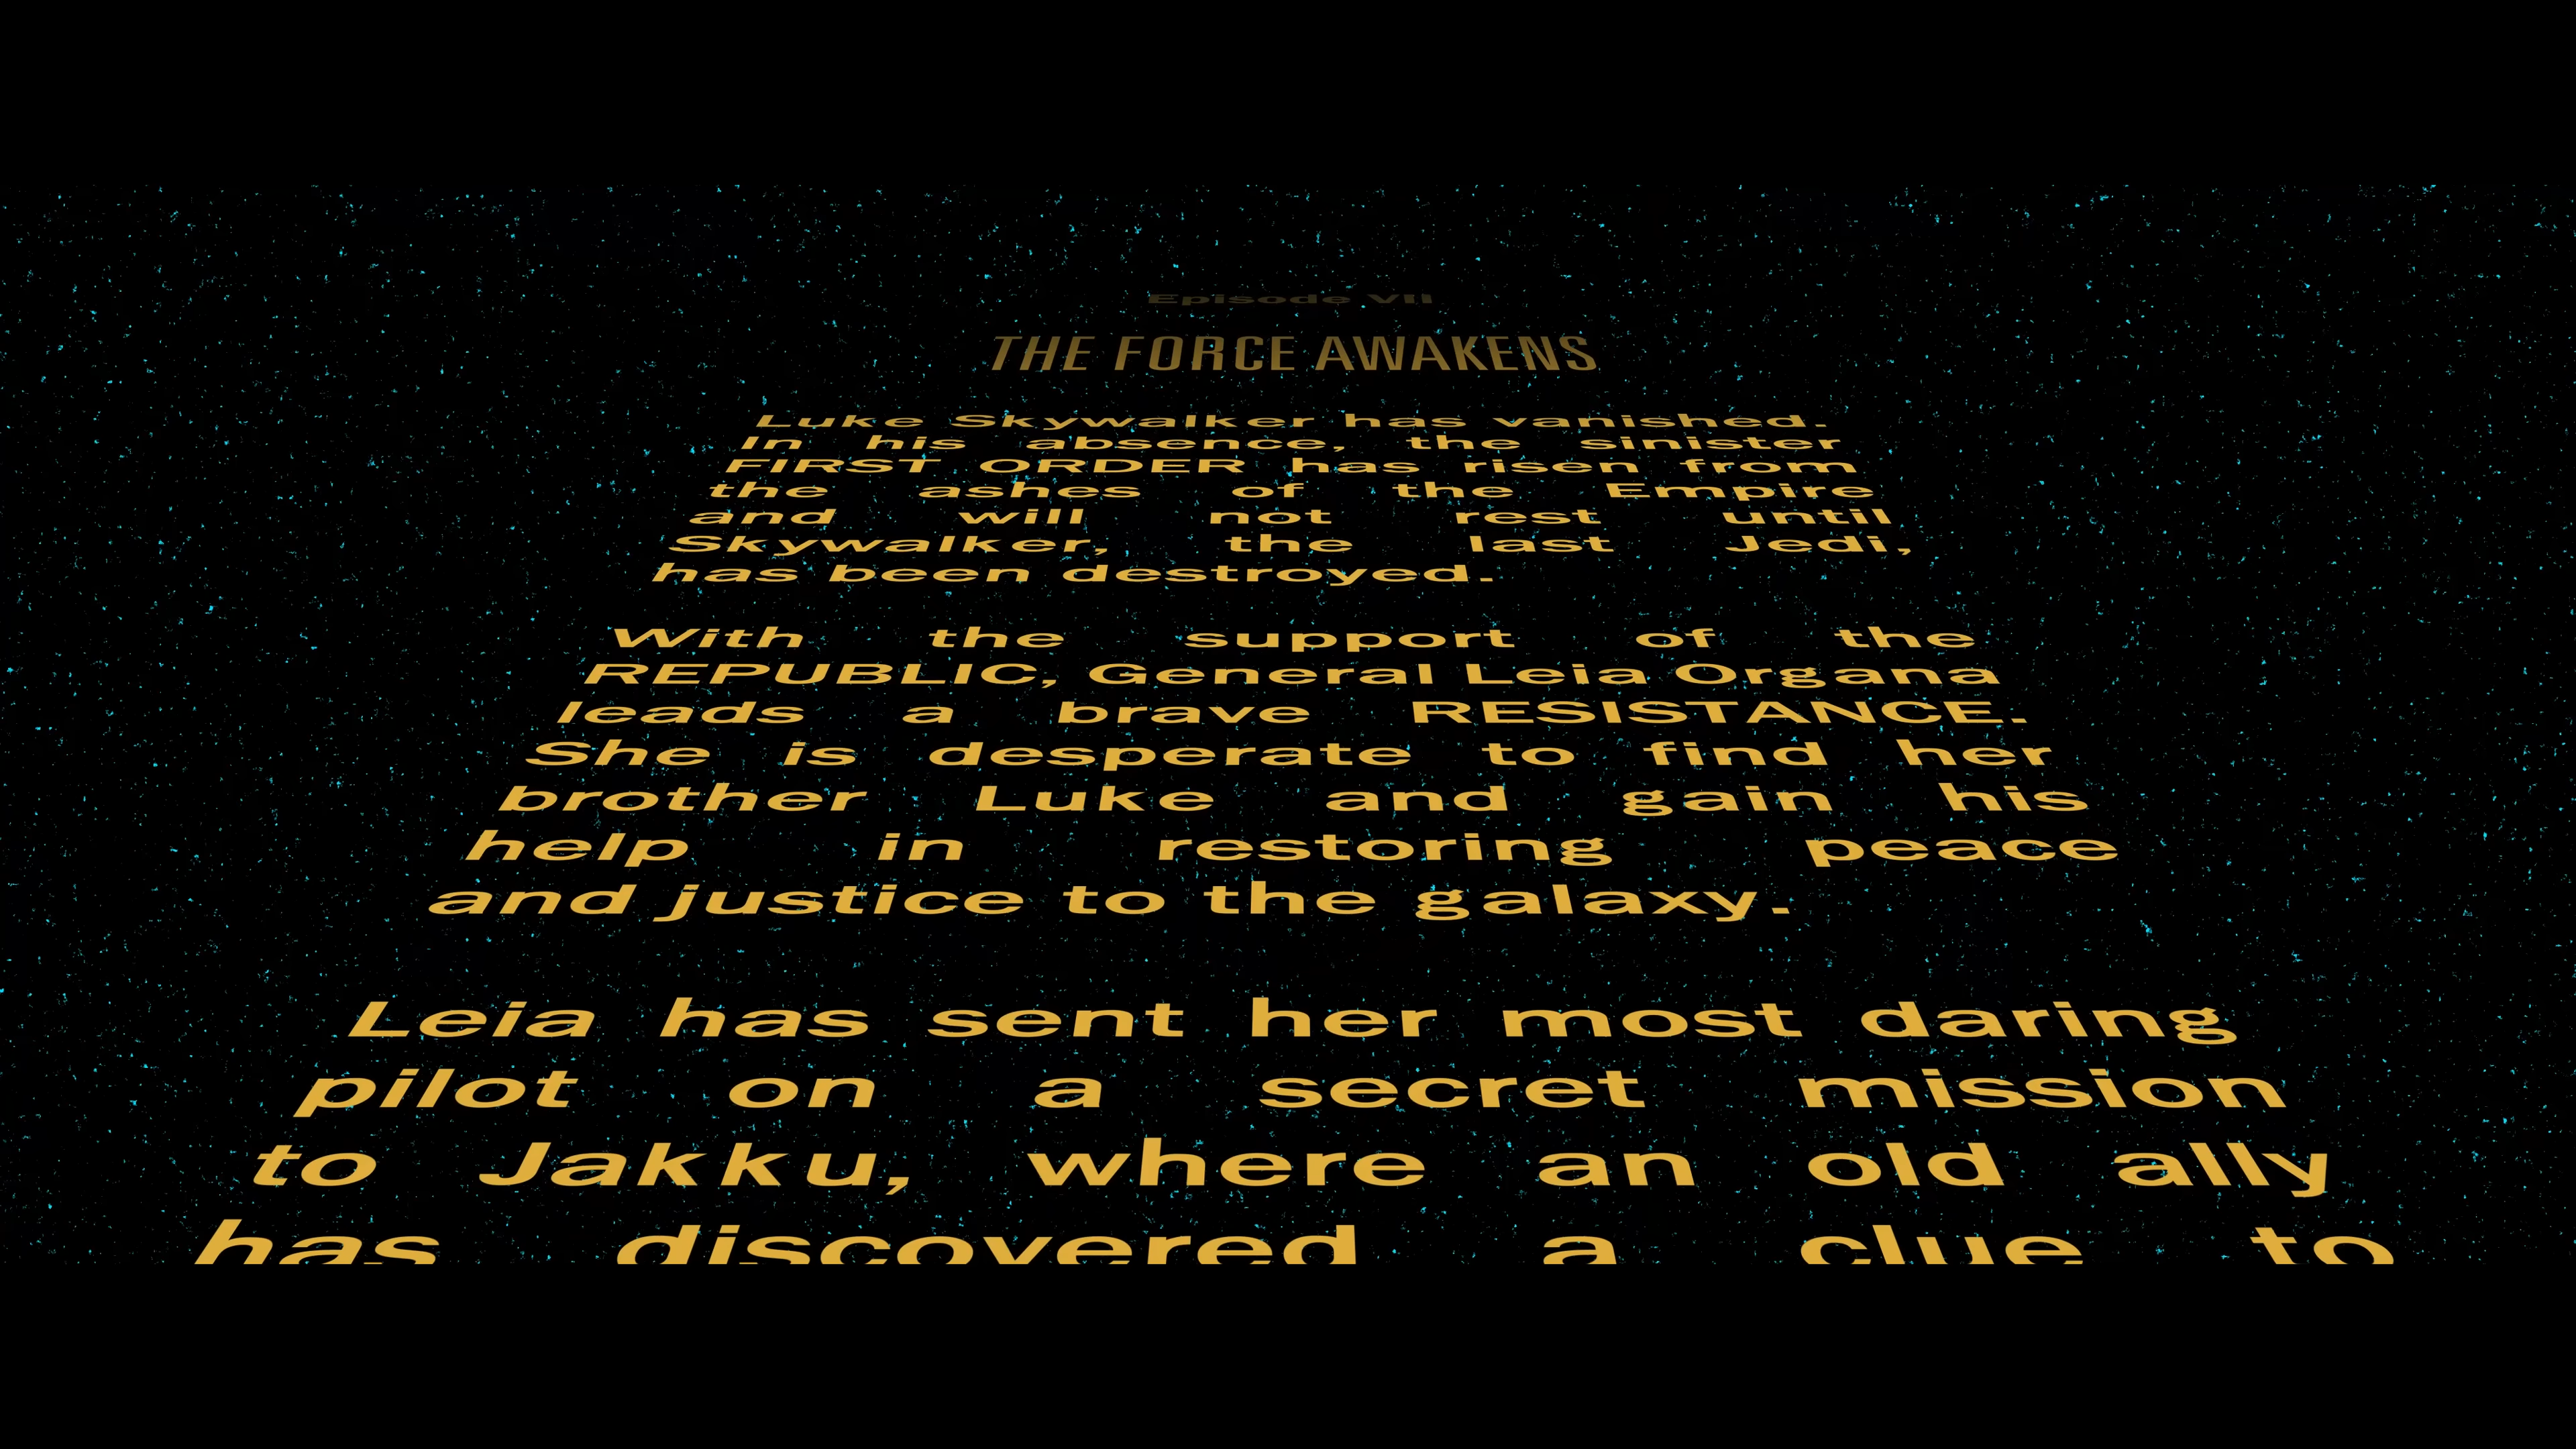 Episode VII
THE FORCE AWAKENS
Luke Skywalker has vanished.
In his absence, the sinister
FIRST ORDER has risen from
the ashes of the Empire
and will not rest until
Skywalker, the last Jedi,
has been destroyed.
With the support of the
REPUBLIC, General Leia Organa
leads a brave RESISTANCE.
She is desperate to find her
brother Luke and gain his
help in restoring peace
and justice to the galaxy.
Leia has sent her most daring
pilot on a secret mission
to Jakku, where an old ally
has discovered a clue to